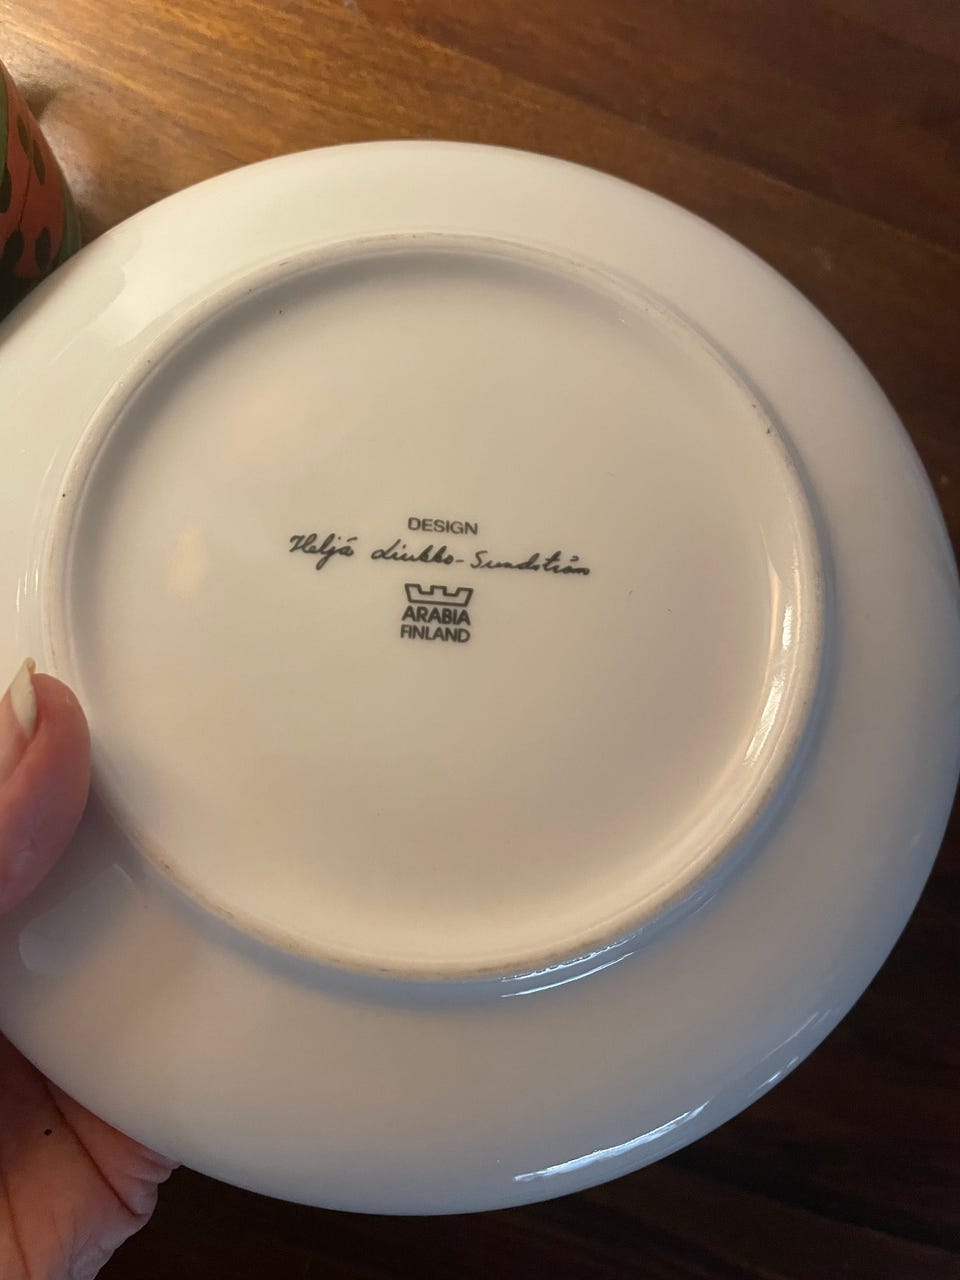 DESIGN
Heljä Liukko-Sundström
ARABIA
FINLAND